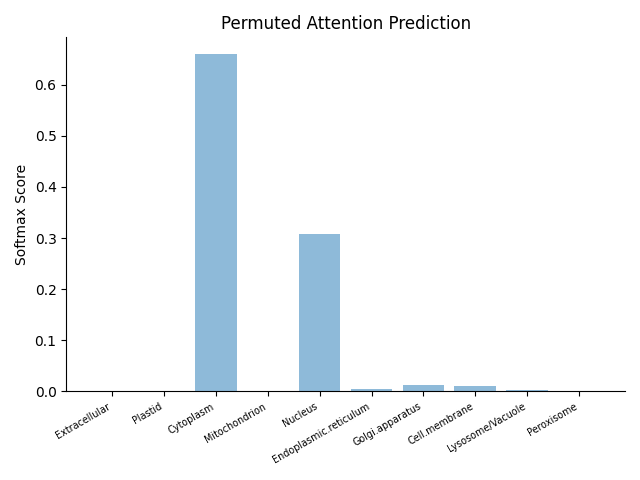 Permuted Attention Prediction
Softmax Score
0.6
0.5
0.4
0.3
0.2
0.1
0.0
Extracellular
Plastid
Cytoplasm
Mitochondrion
Nucleus
Endoplasmic.reticulum
Golgi.apparatus
Cell.membrane
Lysosome/Vacuole
Peroxisome